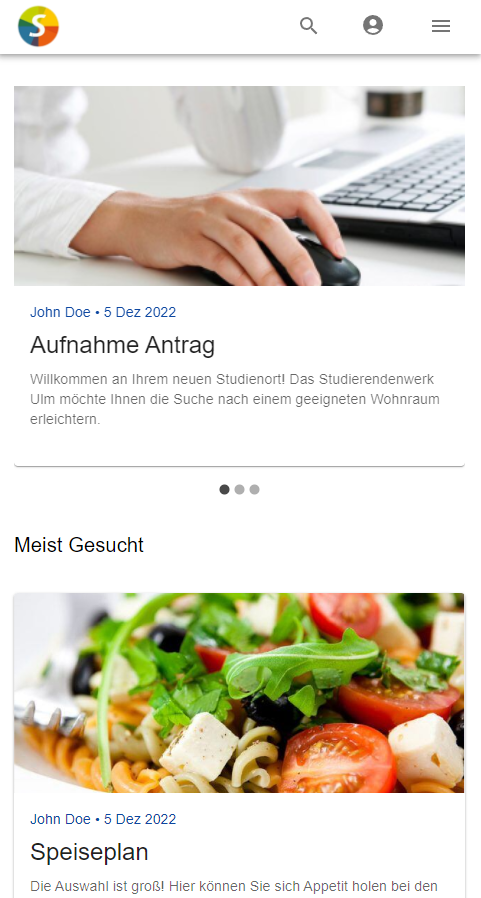 S
John Doe • 5 Dez 2022
Aufnahme Antrag
Willkommen an Ihrem neuen Studienort! Das Studierendenwerk
Ulm möchte Ihnen die Suche nach einem geeigneten Wohnraum
erleichtern.
Meist Gesucht
John Doe • 5 Dez 2022
Speiseplan
Die Auswahl ist groß! Hier können Sie sich Appetit holen bei den